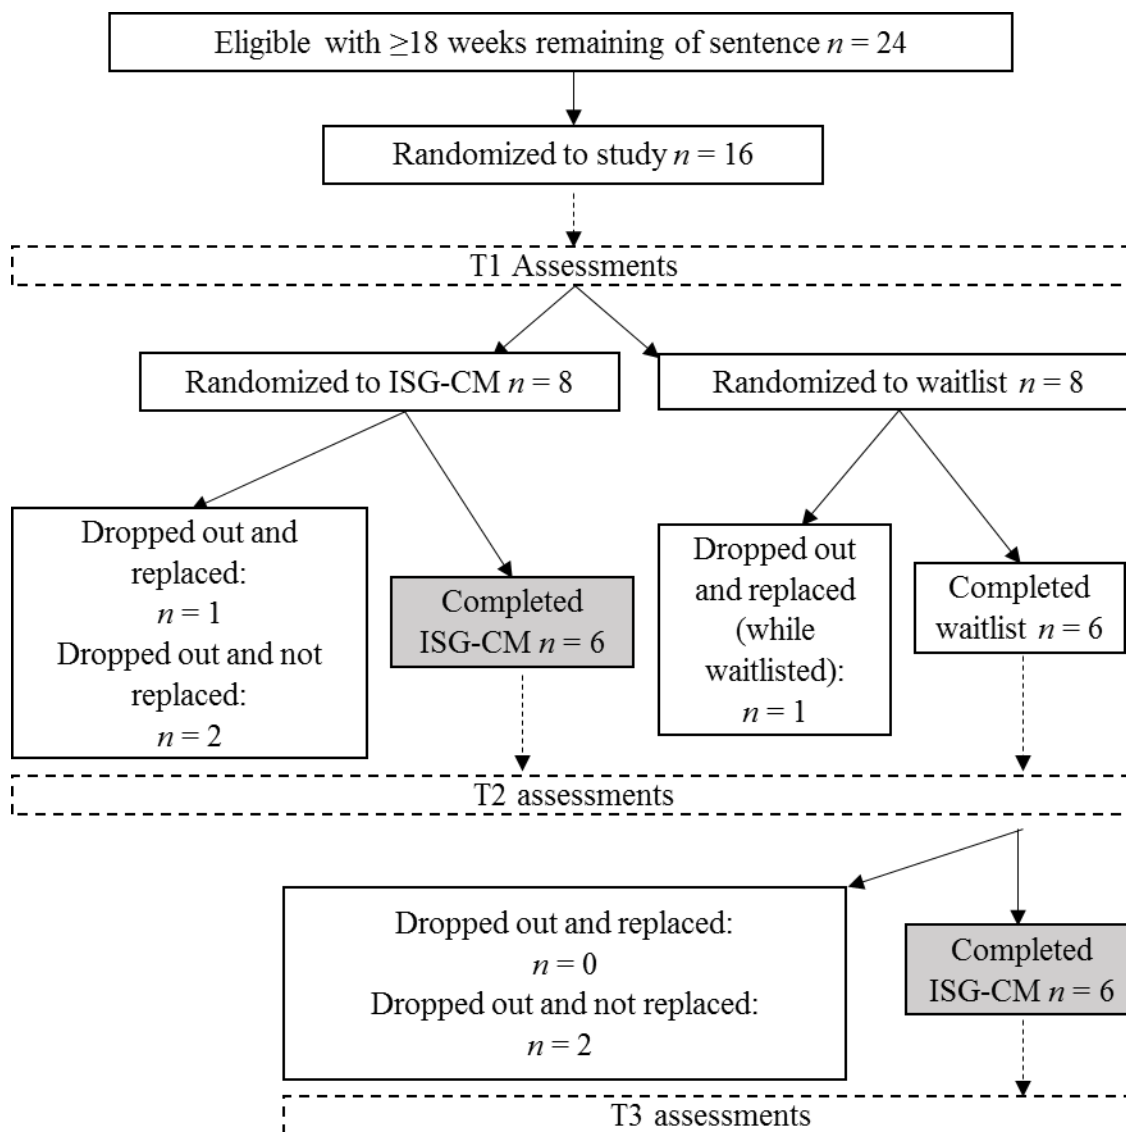 Eligible with ≥18 weeks remaining of sentence n = 24
Randomized to study n = 16
T1 Assessments
Randomized to ISG-CM n = 8
Randomized to waitlist n = 8
Dropped out and
replaced:
n = 1
Dropped out and not
replaced:
n = 2
Completed
ISG-CM n = 6
Dropped out
and replaced
(while
waitlisted):
n = 1
Completed
waitlist n = 6
T2 assessments
Dropped out and replaced:
n = 0
Dropped out and not replaced:
n = 2
Completed
ISG-CM n = 6
T3 assessments